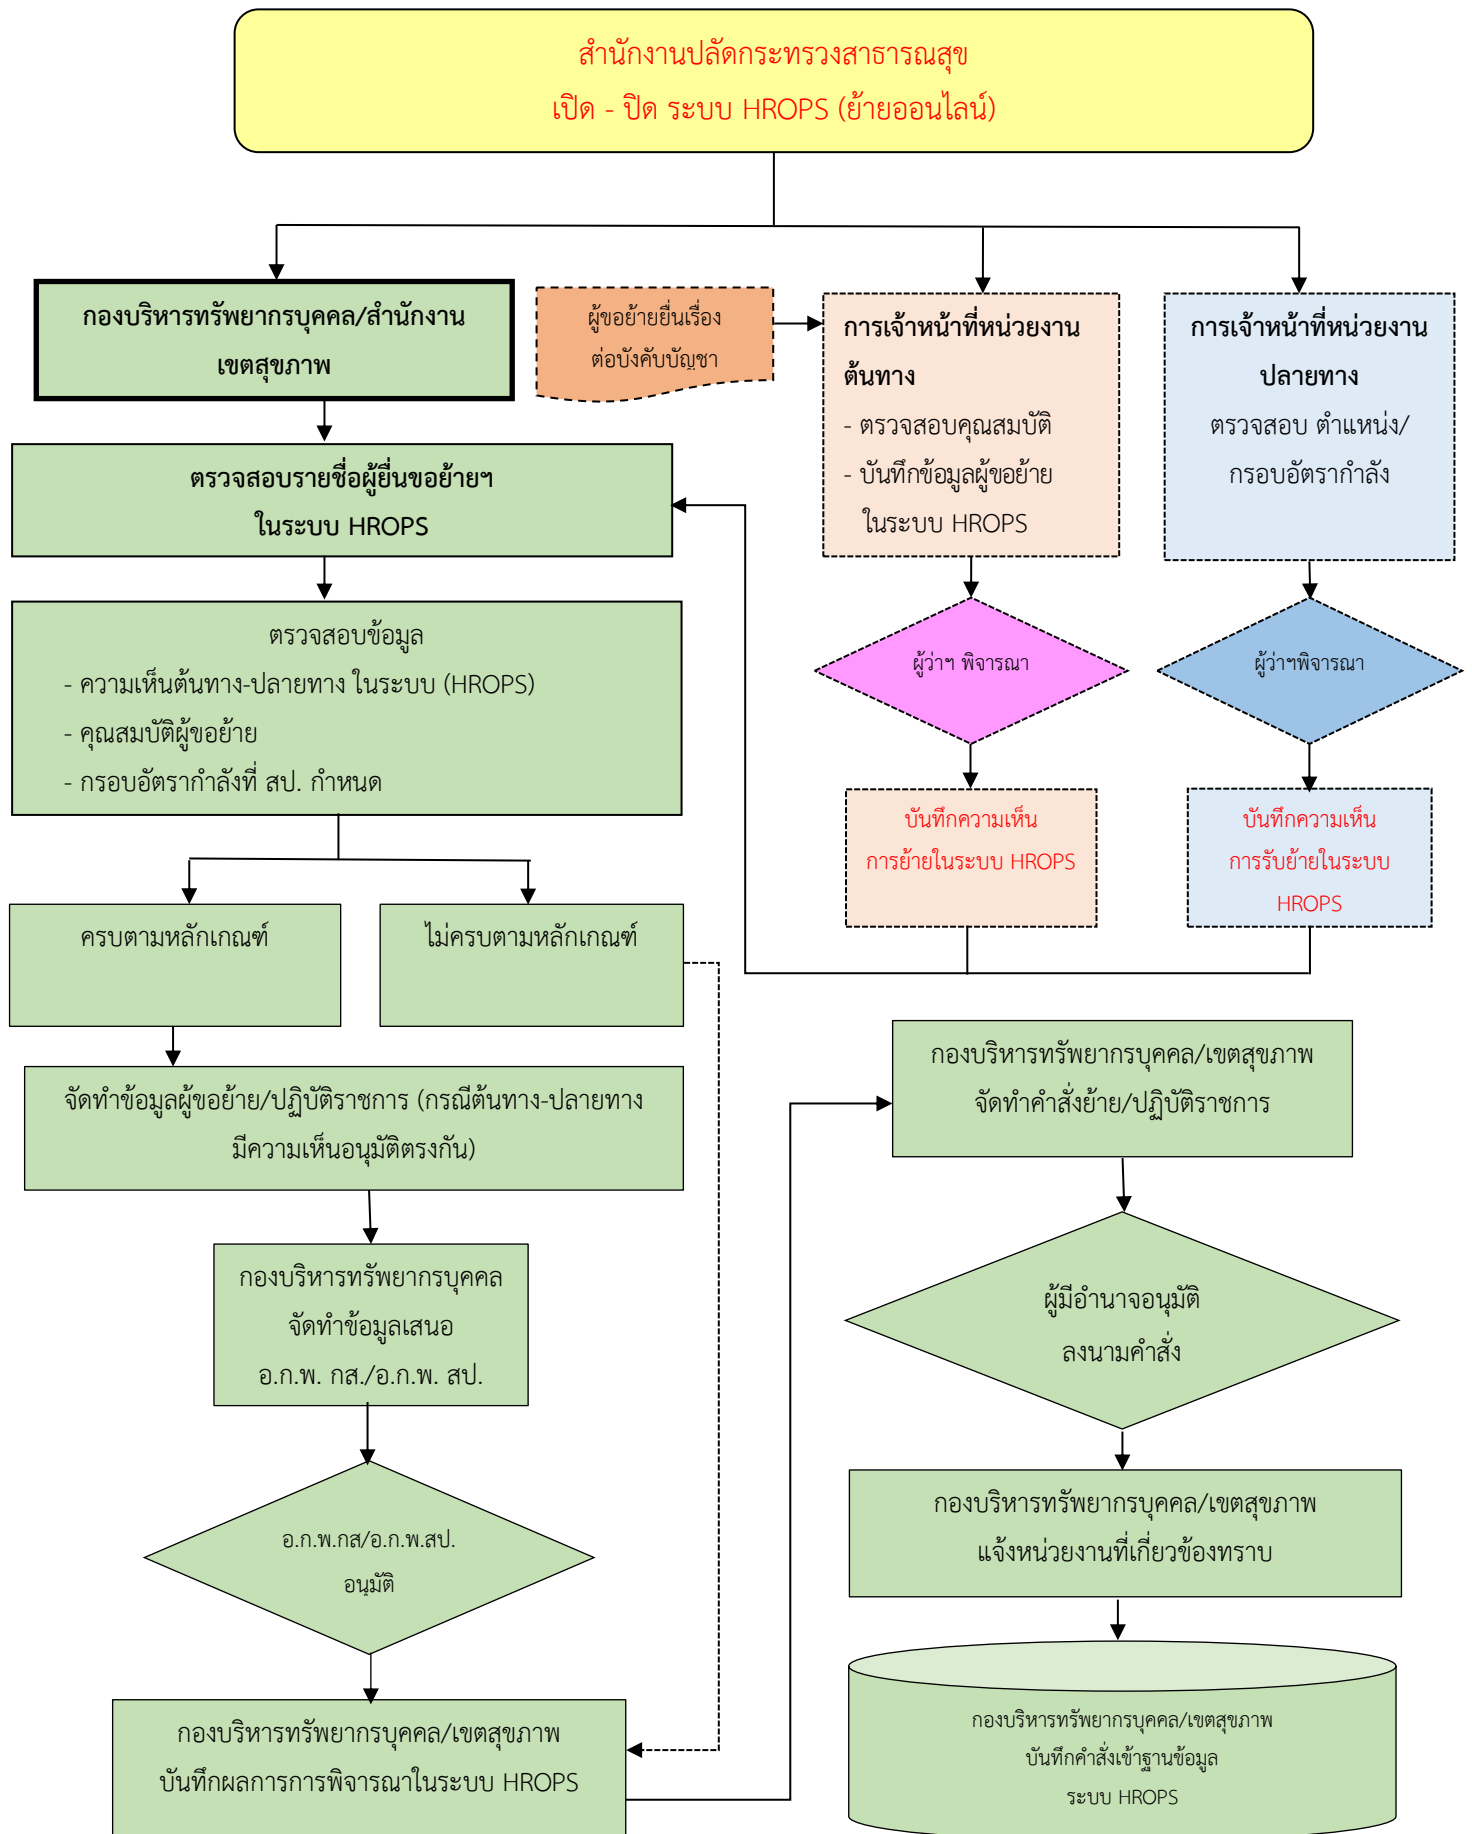 สำนักงานปลัดกระทรวงสาธารณสุข
เปิด - ปิด ระบบ HROPS (ย้ายออนไลน์)
กองบริหารทรัพยากรบุคคล/สำนักงาน
เขตสุขภาพ
ผู้ขอย้ายยื่นเรื่อง
ต่อบังคับบัญชา
การเจ้าหน้าที่หน่วยงาน
ต้นทาง
- ตรวจสอบคุณสมบัติ
- บันทึกข้อมูลผู้ขอย้าย
ในระบบ HROPS
การเจ้าหน้าที่หน่วยงาน
ปลายทาง
ตรวจสอบ ตำแหน่ง/
กรอบอัตรากำลัง
ตรวจสอบรายชื่อผู้ยื่นขอย้ายฯ
ในระบบ HROPS
ตรวจสอบข้อมูล
- ความเห็นต้นทาง-ปลายทาง ในระบบ (HROPS)
- คุณสมบัติผู้ขอย้าย
- กรอบอัตรากำลังที่ สป. กำหนด
ผู้ว่าฯ พิจารณา
ผู้ว่าฯพิจารณา
บันทึกความเห็น
การย้ายในระบบ HROPS
บันทึกความเห็น
การรับย้ายในระบบ
HROPS
ครบตามหลักเกณฑ์
ไม่ครบตามหลักเกณฑ์
จัดทำข้อมูลผู้ขอย้าย/ปฏิบัติราชการ (กรณีต้นทาง-ปลายทาง
มีความเห็นอนุมัติตรงกัน)
กองบริหารทรัพยากรบุคคล
จัดทำข้อมูลเสนอ
อ.ก.พ. กส./อ.ก.พ. สป.
อ.ก.พ.กส/อ.ก.พ.สป.
อนุมัติ
กองบริหารทรัพยากรบุคคล/เขตสุขภาพ
บันทึกผลการการพิจารณาในระบบ HROPS
กองบริหารทรัพยากรบุคคล/เขตสุขภาพ
จัดทำคำสั่งย้าย/ปฏิบัติราชการ
ผู้มีอำนาจอนุมัติ
ลงนามคำสั่ง
กองบริหารทรัพยากรบุคคล/เขตสุขภาพ
แจ้งหน่วยงานที่เกี่ยวข้องทราบ
กองบริหารทรัพยากรบุคคล/เขตสุขภาพ
บันทึกคำสั่งเข้าฐานข้อมูล
ระบบ HROPS